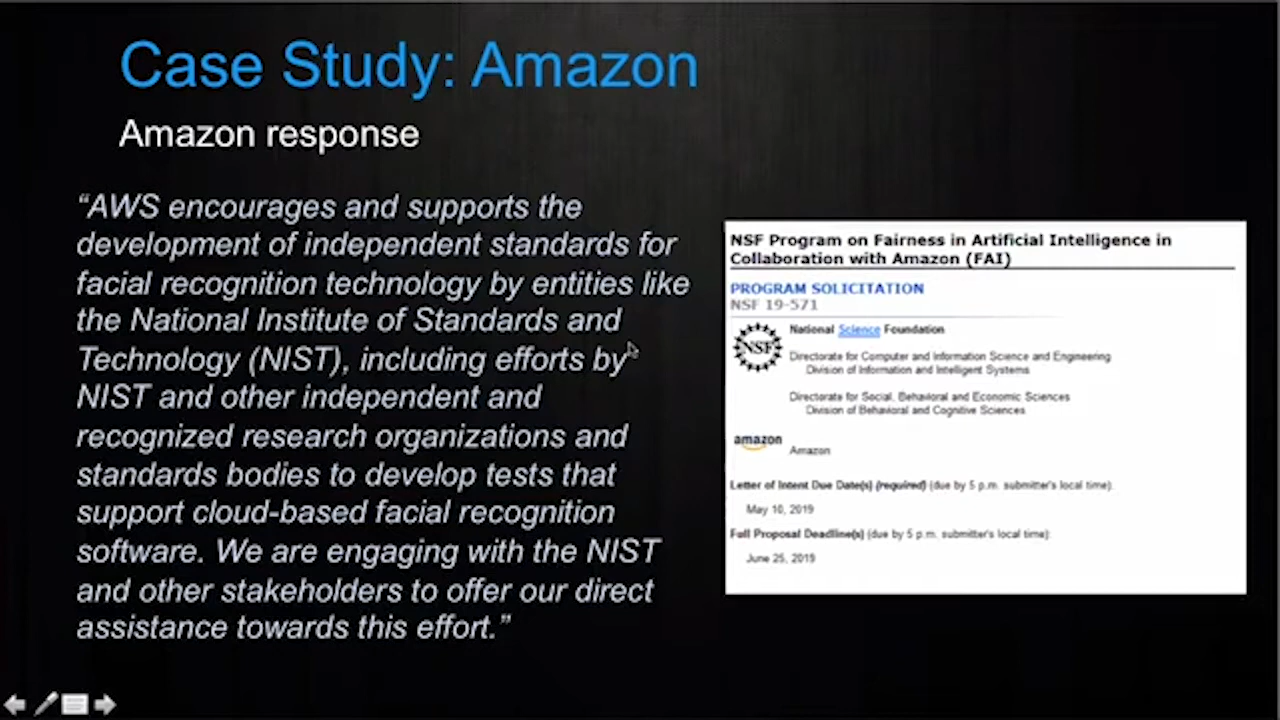 Case Study: Amazon
Amazon response
“AWS encourages and supports the
development of independent standards for
facial recognition technology by entities like
the National Institute of Standards and
Technology (NIST), including efforts by
NIST and other independent and
recognized research organizations and
standards bodies to develop tests that
support cloud-based facial recognition
software. We are engaging with the NIST
and other stakeholders to offer our direct
assistance towards this effort.”
NSF Program on Fairness in Artificial Intelligence in
Collaboration with Amazon (FAI)
PROGRAM SOLICITATION
NSF 19-571
NSF
National Science Foundation
Directorate for Computer and Information Science and Engineering
Division of Information and Intelligent Systems
Directorate for Social, Behavioral and Economic Sciences
Division of Behavioral and Cognitive Sciences
amazon
Amazon
Letter of Intent Due Date(s) (required) (due by 5 p.m. submitter's local time):
May 10, 2019
Full Proposal Deadline(s) (due by 5 p.m. submitter's local time):
June 25, 2019